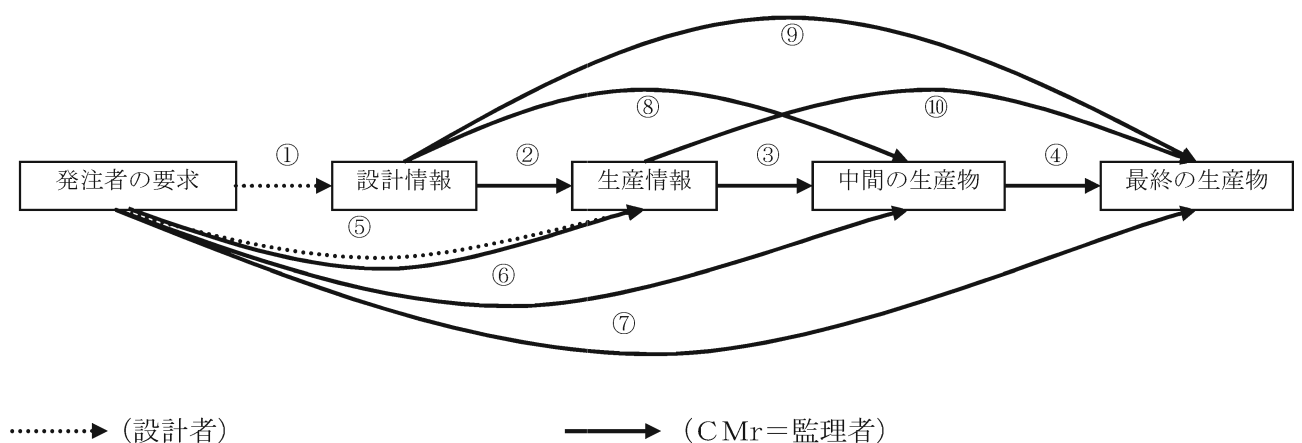 ⑨
⑧
⑩
①
②
③
④
発注者の要求
設計情報
生産情報
中間の生産物
最終の生産物
⑤
⑥
⑦
(設計者)
(CMr=監理者)